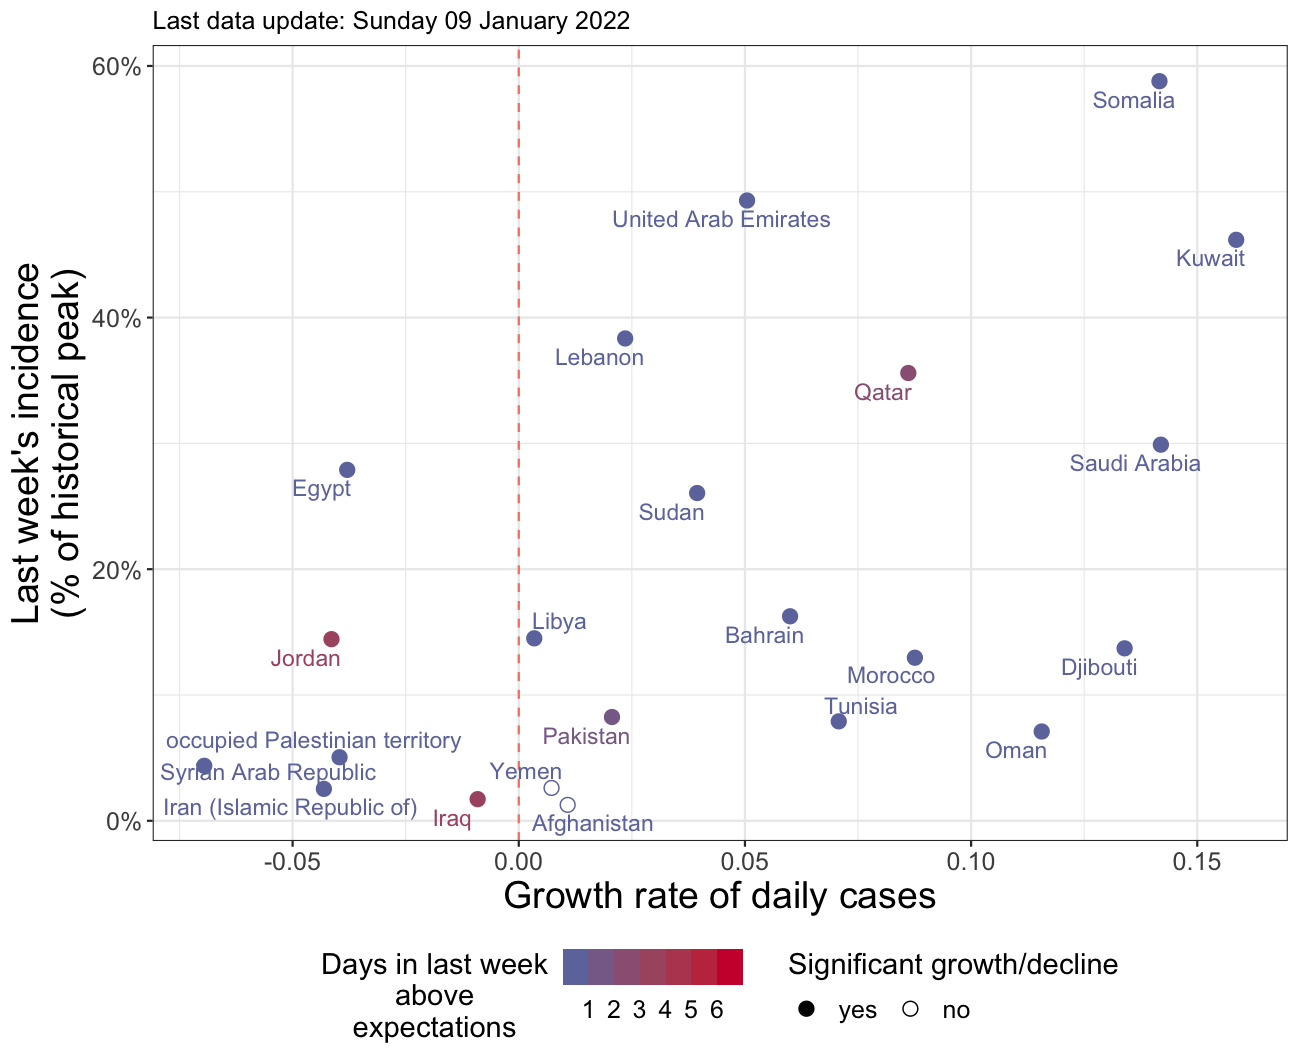 Last data update: Sunday 09 January 2022
60%
40%
20%
0%
Last week's incidence
(% of historical peak)
Somalia
United Arab Emirates
Kuwait
Lebanon
Qatar
Saudi Arabia
Egypt
Sudan
Libya
Bahrain
Jordan
Djibouti
Morocco
Tunisia
Pakistan
occupied Palestinian territory
Oman
Syrian Arab Republic
Yemen
Iran (Islamic Republic of)
Iraq
Afghanistan
-0.05 0.00 0.05 0.10 0.15
Growth rate of daily cases
Days in last week
above
expectations
1 2 3 4 5 6
Significant growth/decline
yes no